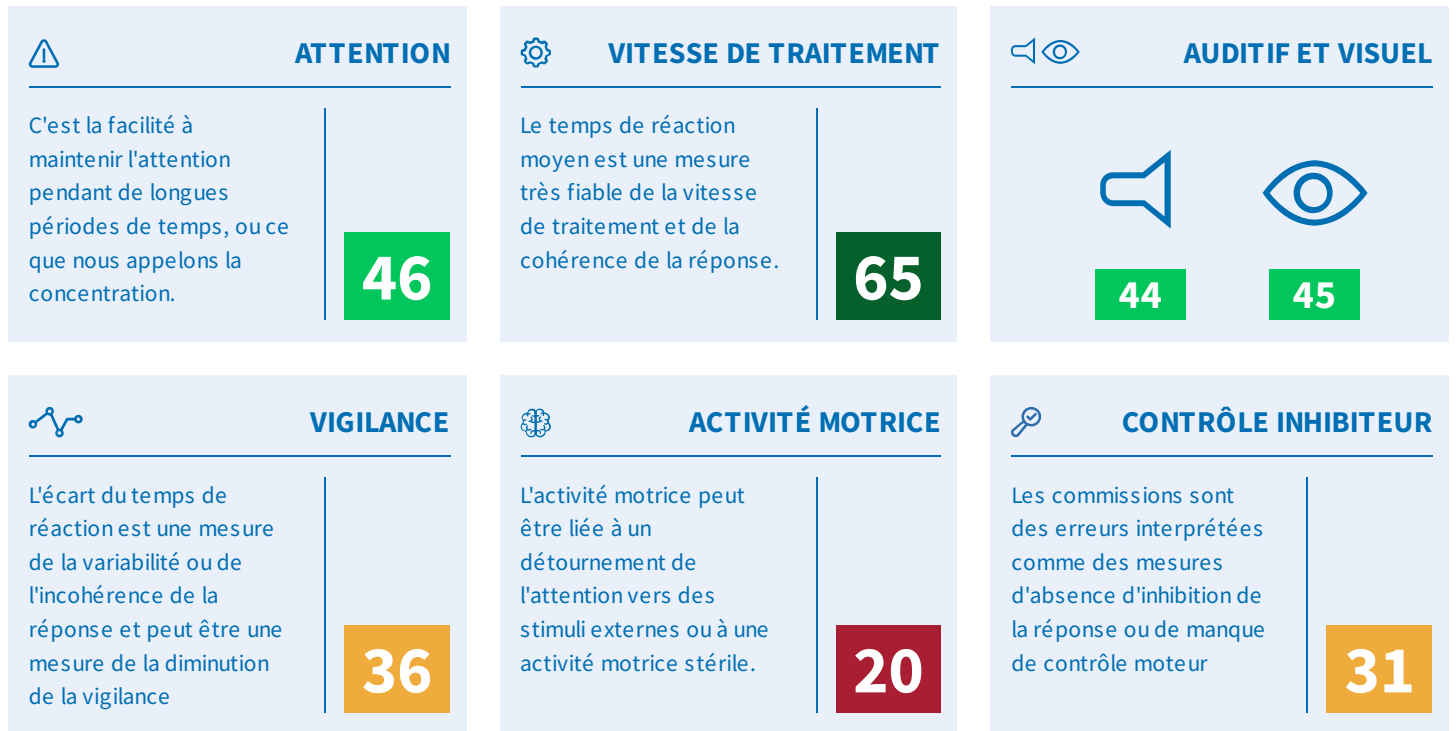 ATTENTION
C'est la facilité à
maintenir l'attention
pendant de longues
périodes de temps, ou ce
que nous appelons la
concentration.
46
VITESSE DE TRAITEMENT
Le temps de réaction
moyen est une mesure
très fiable de la vitesse
de traitement et de la
cohérence de la réponse.
65
AUDITIF ET VISUEL
44
45
VIGILANCE
L'écart du temps de
réaction est une mesure
de la variabilité ou de
l'incohérence de la
réponse et peut être une
mesure de la diminution
de la vigilance
36
ACTIVITÉ MOTRICE
L'activité motrice peut
être liée à un
détournement de
l'attention vers des
stimuli externes ou à une
activité motrice stérile.
20
CONTRÔLE INHIBITEUR
Les commissions sont
des erreurs interprétées
comme des mesures
d'absence d'inhibition de
la réponse ou de manque
de contrôle moteur
31